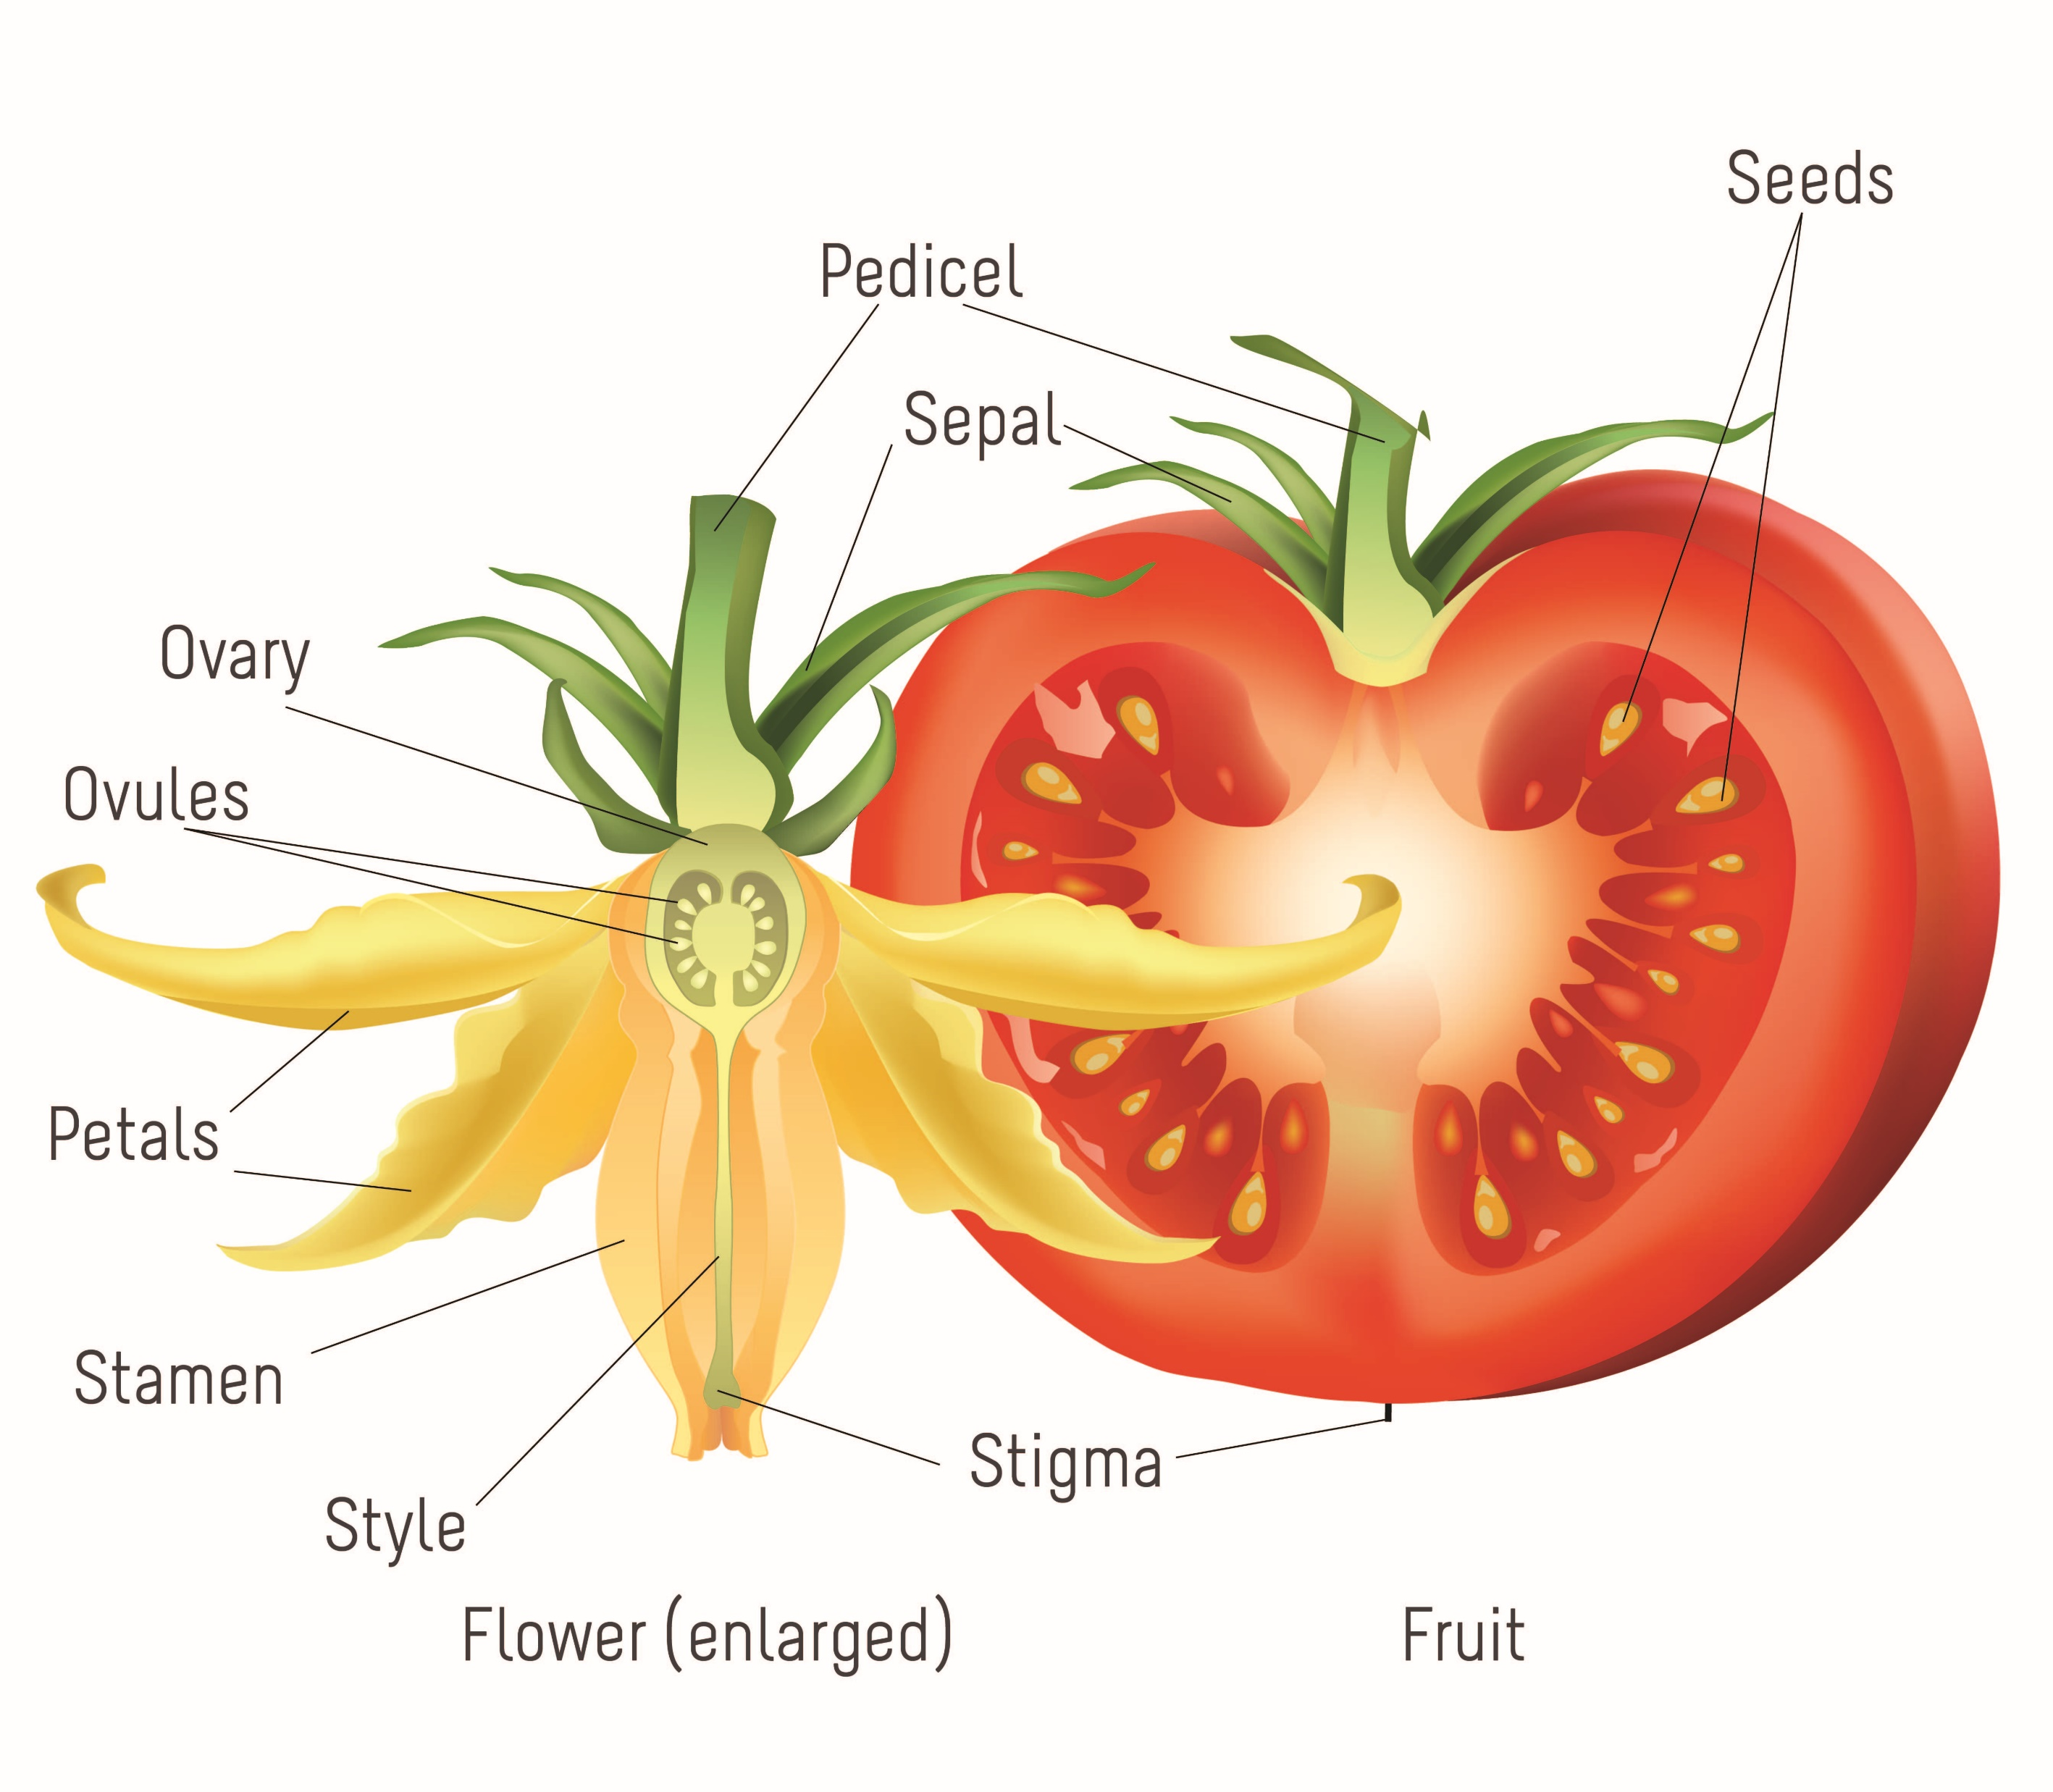 Seeds
Pedicel
Sepal
Ovary
Ovules
Petals
Stamen
Stigma
Style
Flower (enlarged)
Fruit